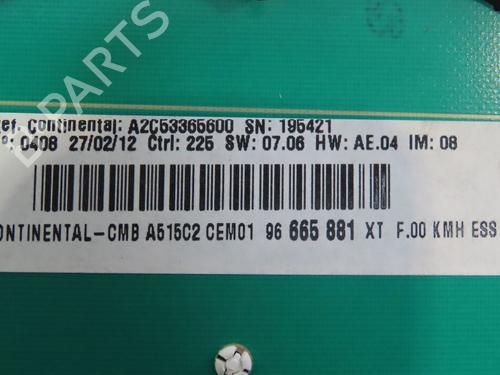 B PARTS
ef. Continental: A2C53365600 SN: 195421
°: 0408 27/02/12 Ctrl: 225 SW: 07.06 HW: AE.04 IM: 08
ONTINENTAL-CMB A515C2 CEM01 96 665 881 XT F.00 KMH ESS